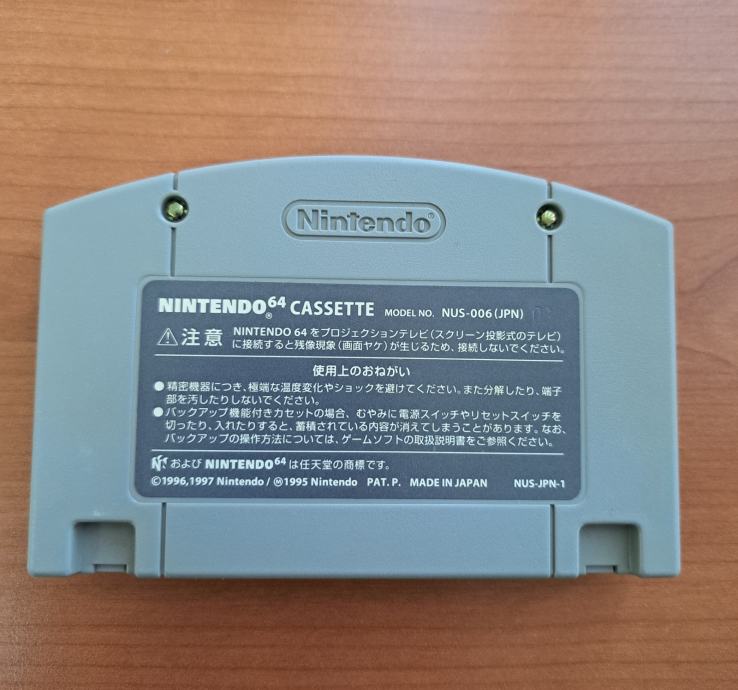 Nintendo®
NINTENDO64® CASSETTE MODEL NO. NUS-006(JPN)
⚠注意 NINTENDO 64をプロジェクションテレビ(スクリーン投影式のテレビ)
に接続すると残像現象(画面ヤケ)が生じるため、接続しないでください。
使用上のおねがい
●精密機器につき、極端な温度変化やショックを避けてください。また分解したり、端子
部を汚したりしないでください。
●バックアップ機能付きカセットの場合、むやみに電源スイッチやリセットスイッチを
切ったり、入れたりすると、蓄積されている内容が消えてしまうことがあります。なお、
バックアップの操作方法については、ゲームソフトの取扱説明書をご参照ください。
および NINTENDO64は任天堂の商標です。
©1996,1997 Nintendo/Ⓜ1995 Nintendo PAT. P. MADE IN JAPAN NUS-JPN-1